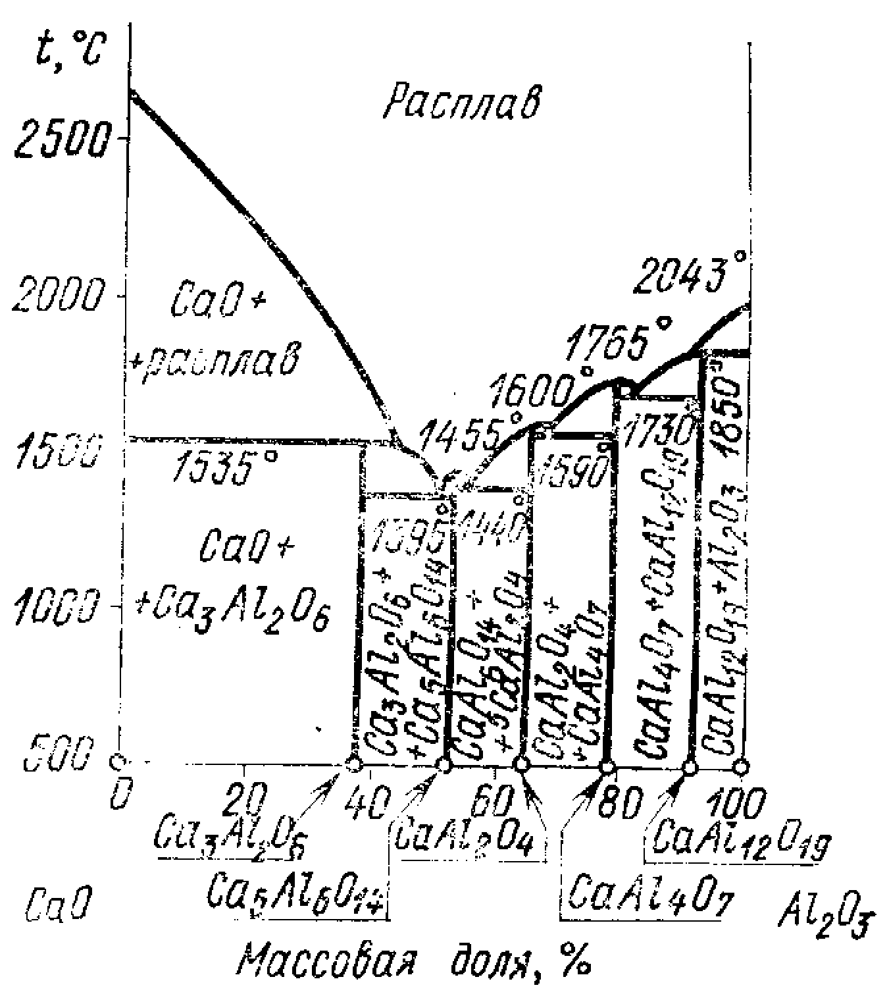 t, °C
Расплав
2500
2043°
2000
CaO +
1765°
+расплав
1600°
1455°
1500
1535°
1730°
1850°
1590°
1395°
1440°
CaO +
+Ca₃Al₂O₆
1000
Ca₃Al₂O₆ +
+Ca₅Al₆O₁₄
CaAl₆O₁₄ +
+5CaAl₂O₄
CaAl₂O₄ +
+CaAl₄O₇
CaAl₄O₇ + CaAl₁₂O₁₉
CaAl₁₂O₁₉ + Al₂O₃
500
0
20
40
60
80
100
Ca₃Al₂O₆
CaAl₂O₄
CaAl₁₂O₁₉
Ca₅Al₆O₁₄
CaAl₄O₇
CaO
Al₂O₃
Массовая доля, %